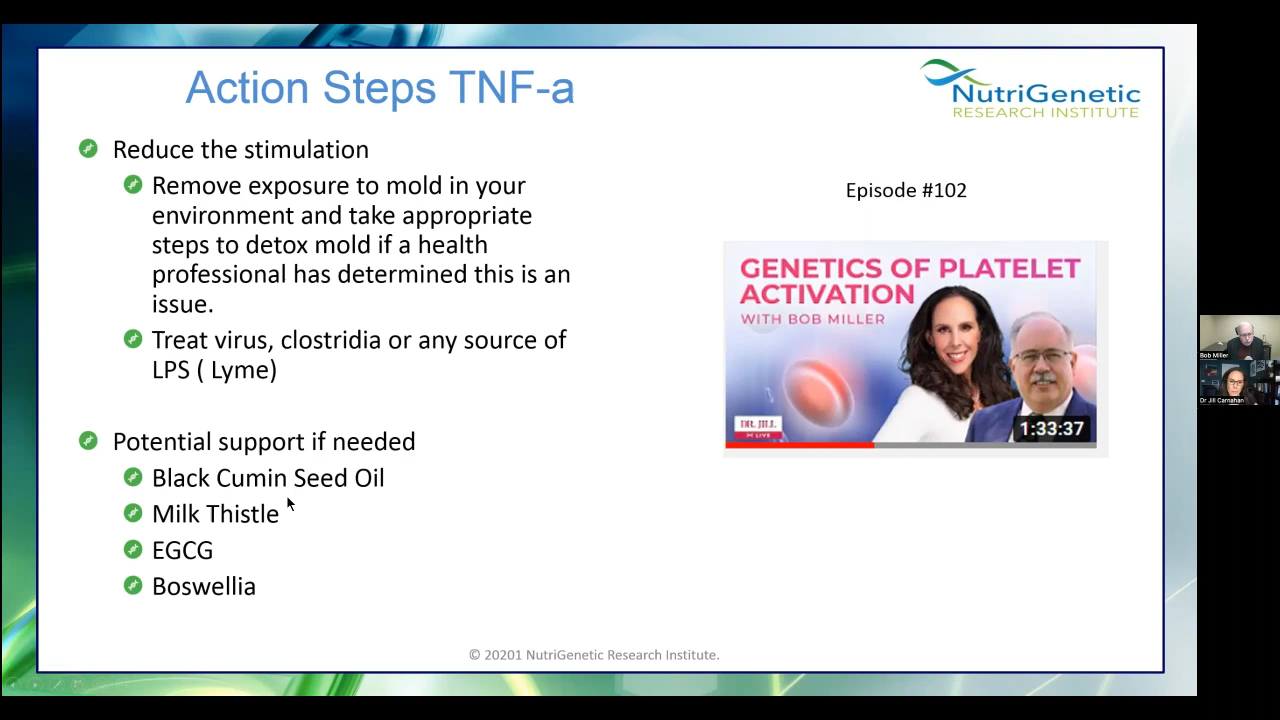 Action Steps TNF-a
NutriGenetic
RESEARCH INSTITUTE
Reduce the stimulation
Remove exposure to mold in your
environment and take appropriate
steps to detox mold if a health
professional has determined this is an
issue.
Treat virus, clostridia or any source of
LPS ( Lyme)
Potential support if needed
Black Cumin Seed Oil
Milk Thistle
EGCG
Boswellia
Episode #102
GENETICS OF PLATELET
ACTIVATION
WITH BOB MILLER
DR. JILL
LIVE
1:33:37
© 20201 NutriGenetic Research Institute.
Bob Miller
Dr Jill Carnahan